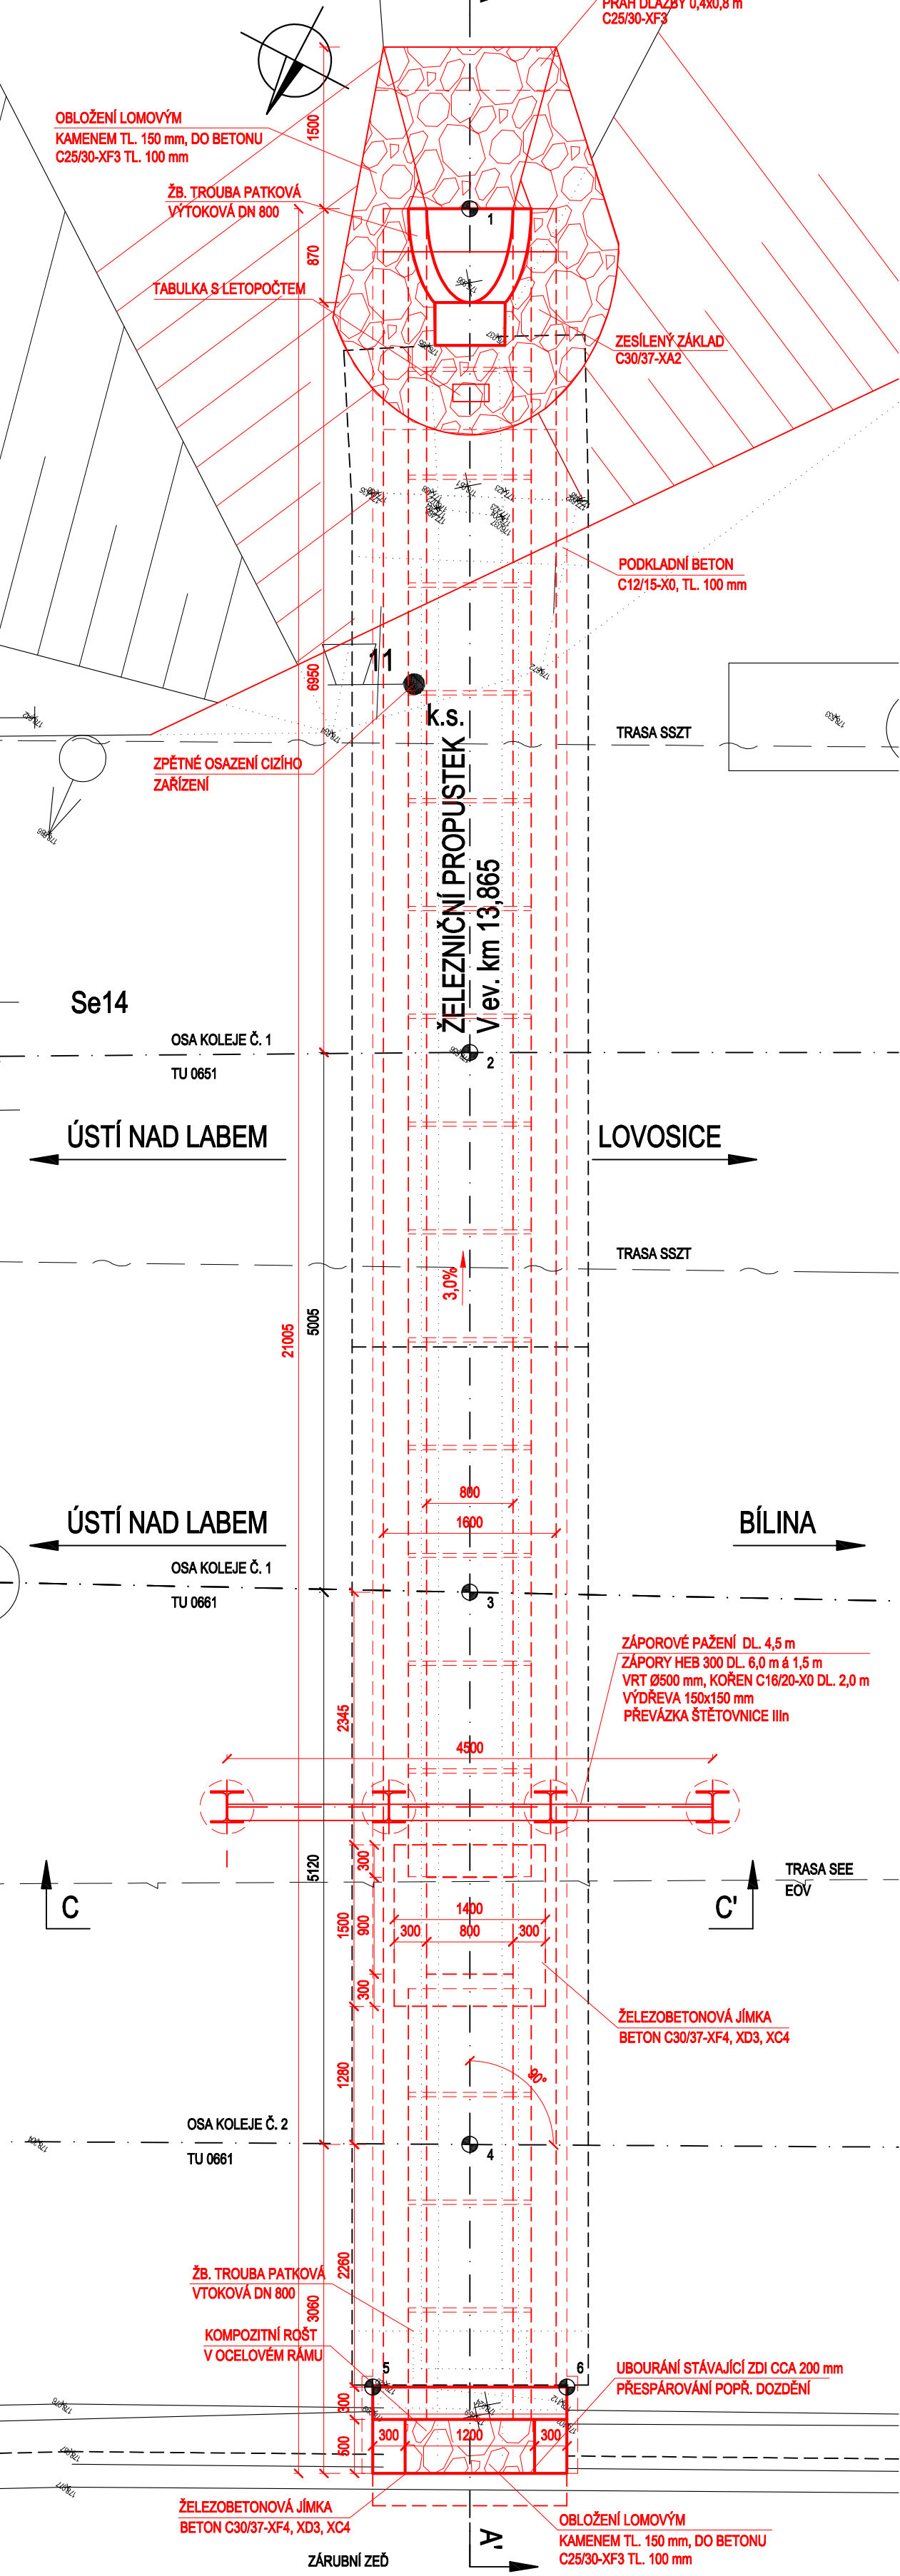 PRÁH DLAŽBY 0,4x0,8 m
C25/30-XF3
OBLOŽENÍ LOMOVÝM
KAMENEM TL. 150 mm, DO BETONU
C25/30-XF3 TL. 100 mm
1500
ŽB. TROUBA PATKOVÁ
VÝTOKOVÁ DN 800
1
870
TABULKA S LETOPOČTEM
ZESÍLENÝ ZÁKLAD
C30/37-XA2
PODKLADNÍ BETON
C12/15-X0, TL. 100 mm
6950
11
k.s.
TRASA SSZT
ZPĚTNÉ OSAZENÍ CIZÍHO
ZAŘÍZENÍ
ŽELEZNIČNÍ PROPUSTEK
V ev. km 13,865
Se14
OSA KOLEJE Č. 1
TU 0651
2
ÚSTÍ NAD LABEM
LOVOSICE
TRASA SSZT
3,0%
21005
5005
800
1600
ÚSTÍ NAD LABEM
BÍLINA
OSA KOLEJE Č. 1
TU 0661
3
ZÁPOROVÉ PAŽENÍ DL. 4,5 m
ZÁPORY HEB 300 DL. 6,0 m á 1,5 m
VRT Ø500 mm, KOŘEN C16/20-X0 DL. 2,0 m
VÝDŘEVA 150x150 mm
PŘEVÁZKA ŠTĚTOVNICE IIIn
2345
4500
5120
300
TRASA SEE
EOV
C
C'
1400
300 800 300
1500
900
300
ŽELEZOBETONOVÁ JÍMKA
BETON C30/37-XF4, XD3, XC4
1280
90°
OSA KOLEJE Č. 2
TU 0661
4
2260
ŽB. TROUBA PATKOVÁ
VTOKOVÁ DN 800
3060
KOMPOZITNÍ ROŠT
V OCELOVÉM RÁMU
5
6
UBOURÁNÍ STÁVAJÍCÍ ZDI CCA 200 mm
PŘESPÁROVÁNÍ POPŘ. DOZDĚNÍ
300
300 1200 300
500
ŽELEZOBETONOVÁ JÍMKA
BETON C30/37-XF4, XD3, XC4
OBLOŽENÍ LOMOVÝM
KAMENEM TL. 150 mm, DO BETONU
C25/30-XF3 TL. 100 mm
A'
ZÁRUBNÍ ZEĎ